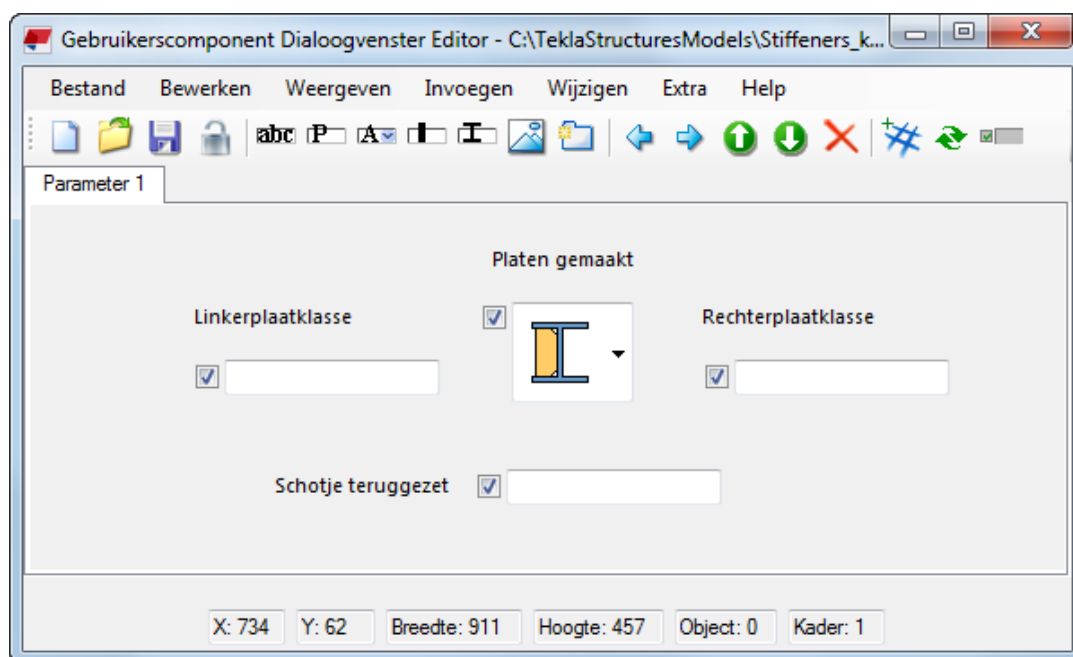 Gebruikerscomponent Dialoogvenster Editor - C:\TeklaStructuresModels\Stiffeners_k...
Bestand Bewerken Weergeven Invoegen Wijzigen Extra Help
abc P A
Parameter 1
Platen gemaakt
Linkerplaatklasse Rechterplaatklasse
Schotje teruggezet
X: 734 Y: 62 Breedte: 911 Hoogte: 457 Object: 0 Kader: 1